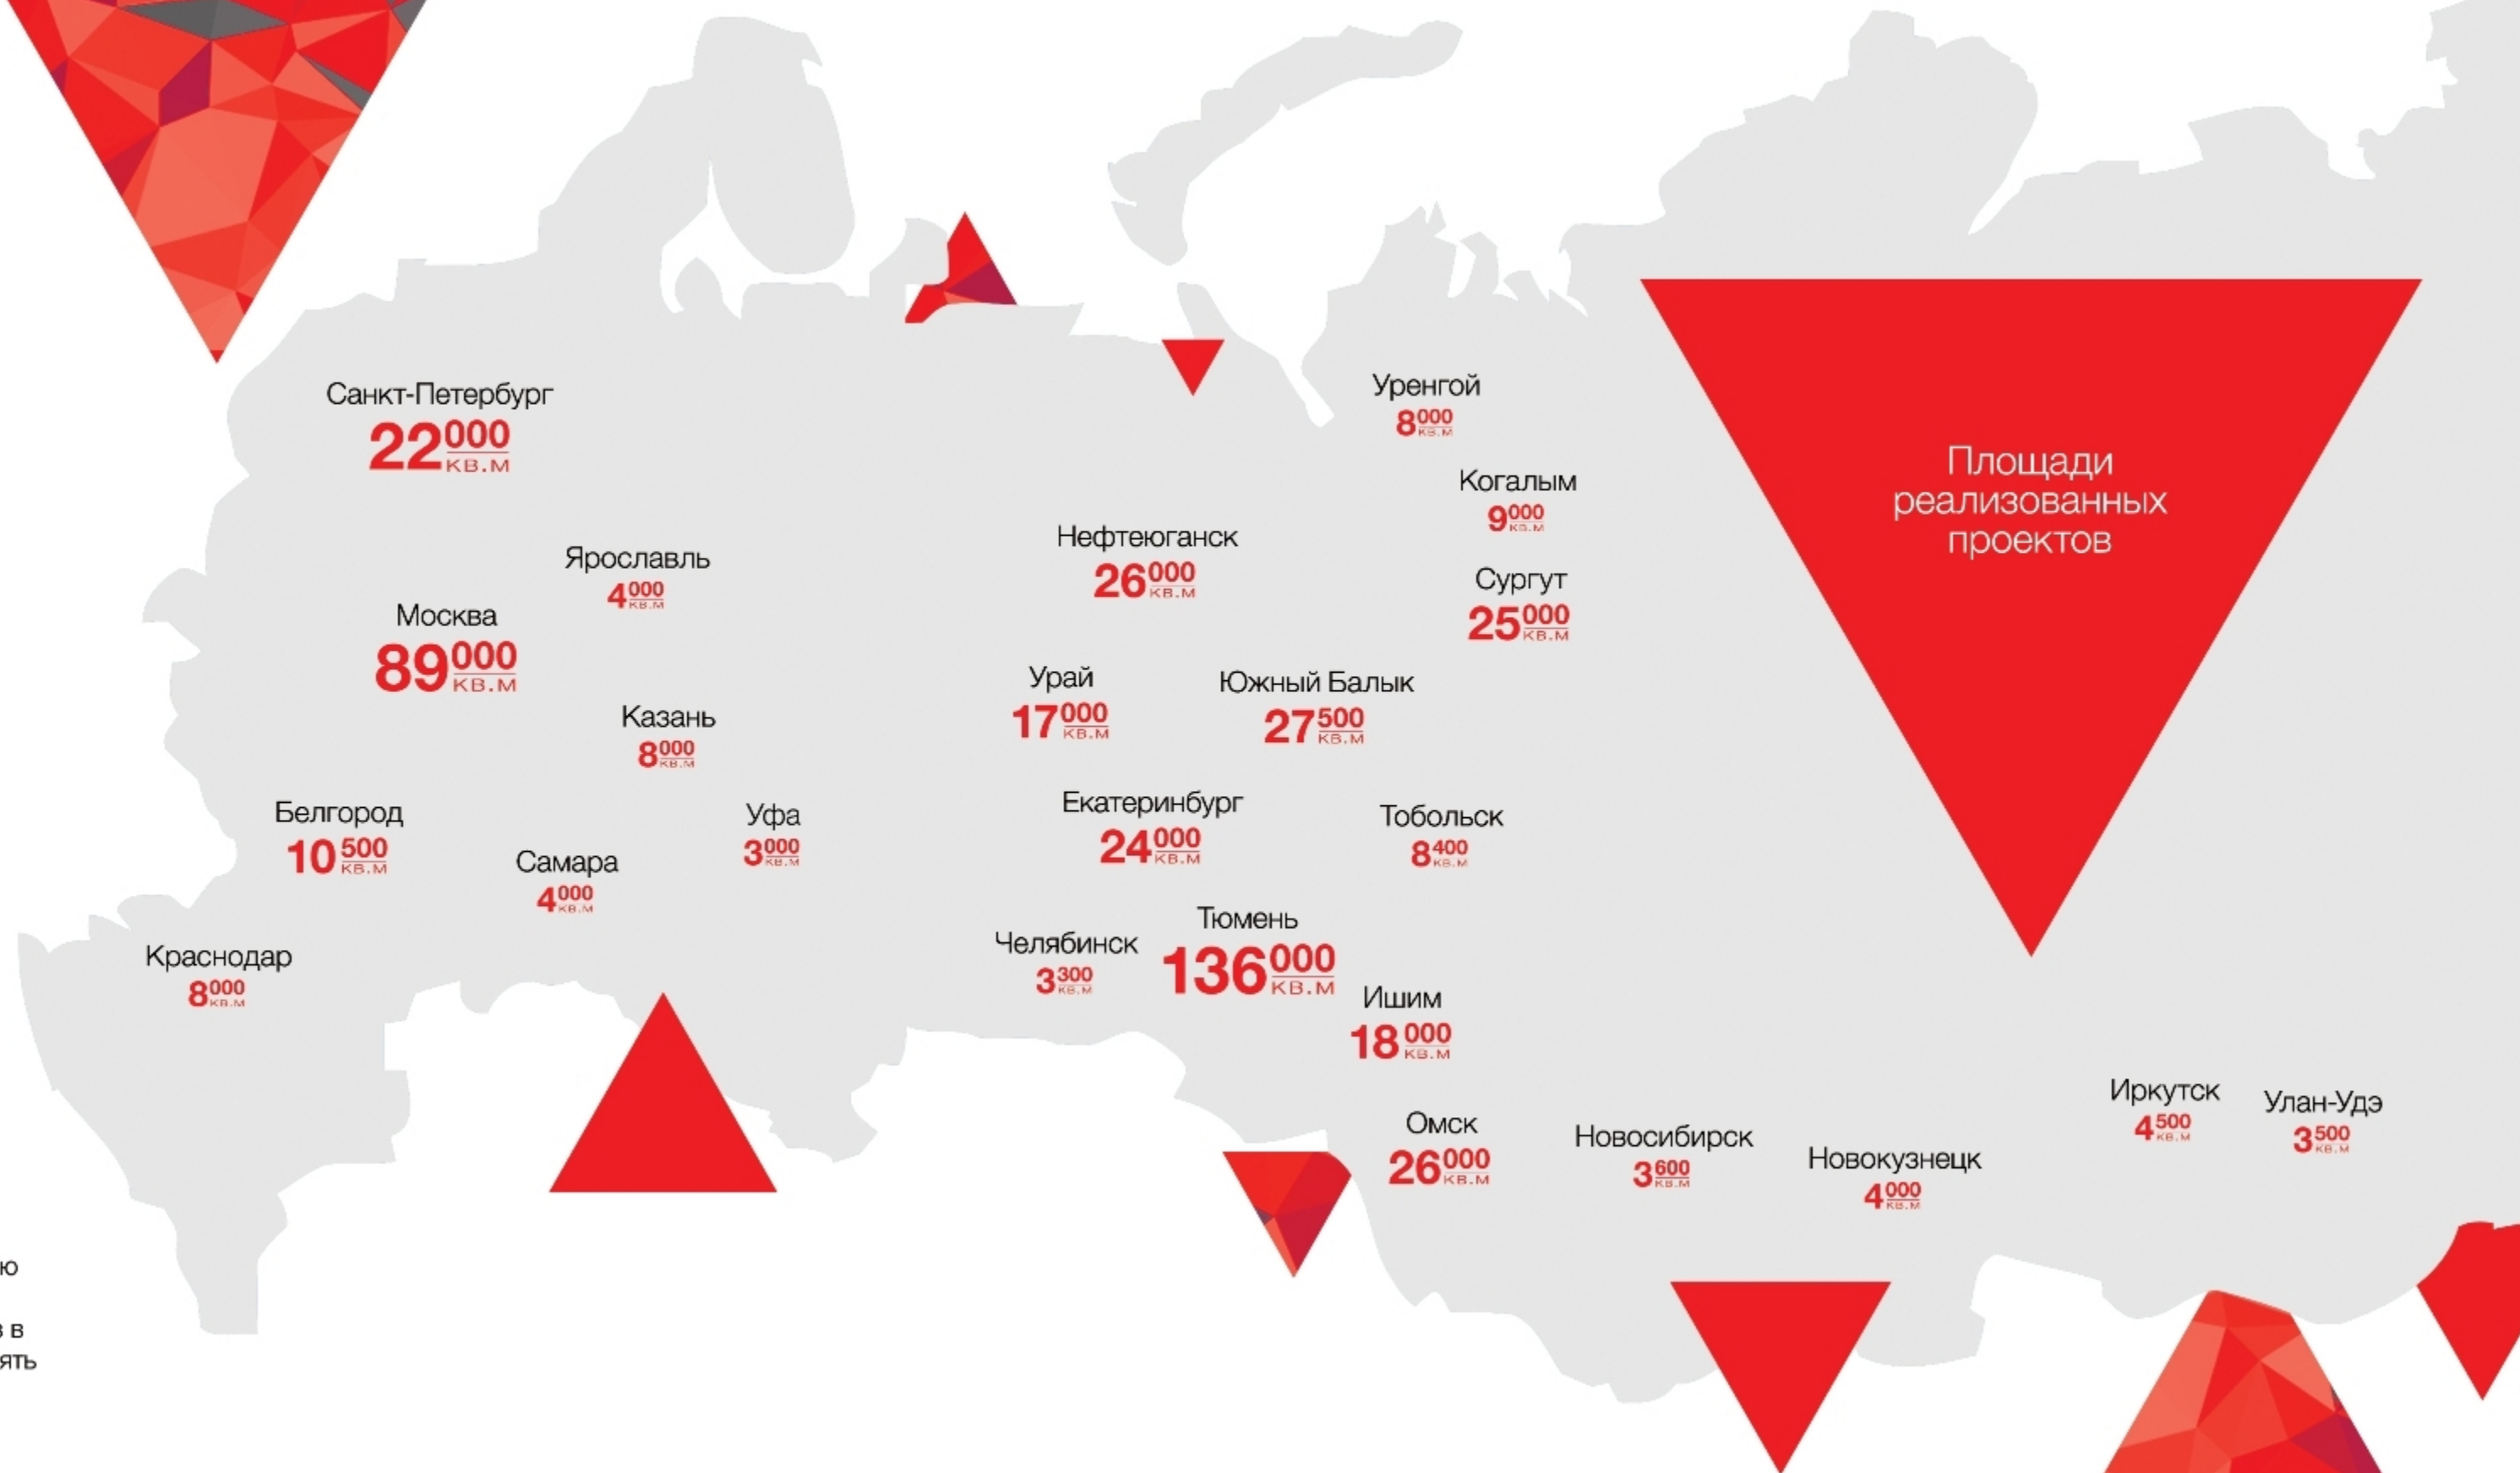 Санкт-Петербург
22 000 КВ.М
Уренгой
8 000 КВ.М
Когалым
9 000 КВ.М
Площади
реализованных
проектов
Нефтеюганск
26 000 КВ.М
Ярославль
4 000 КВ.М
Сургут
25 000 КВ.М
Москва
89 000 КВ.М
Урай
17 000 КВ.М
Южный Балык
27 500 КВ.М
Казань
8 000 КВ.М
Екатеринбург
24 000 КВ.М
Белгород
10 500 КВ.М
Уфа
3 000 КВ.М
Тобольск
8 400 КВ.М
Самара
4 000 КВ.М
Тюмень
136 000 КВ.М
Челябинск
3 300 КВ.М
Краснодар
8 000 КВ.М
Ишим
18 000 КВ.М
Иркутск
4 500 КВ.М
Улан-Удэ
3 500 КВ.М
Омск
26 000 КВ.М
Новосибирск
3 600 КВ.М
Новокузнецк
4 000 КВ.М
ю
в в
ять